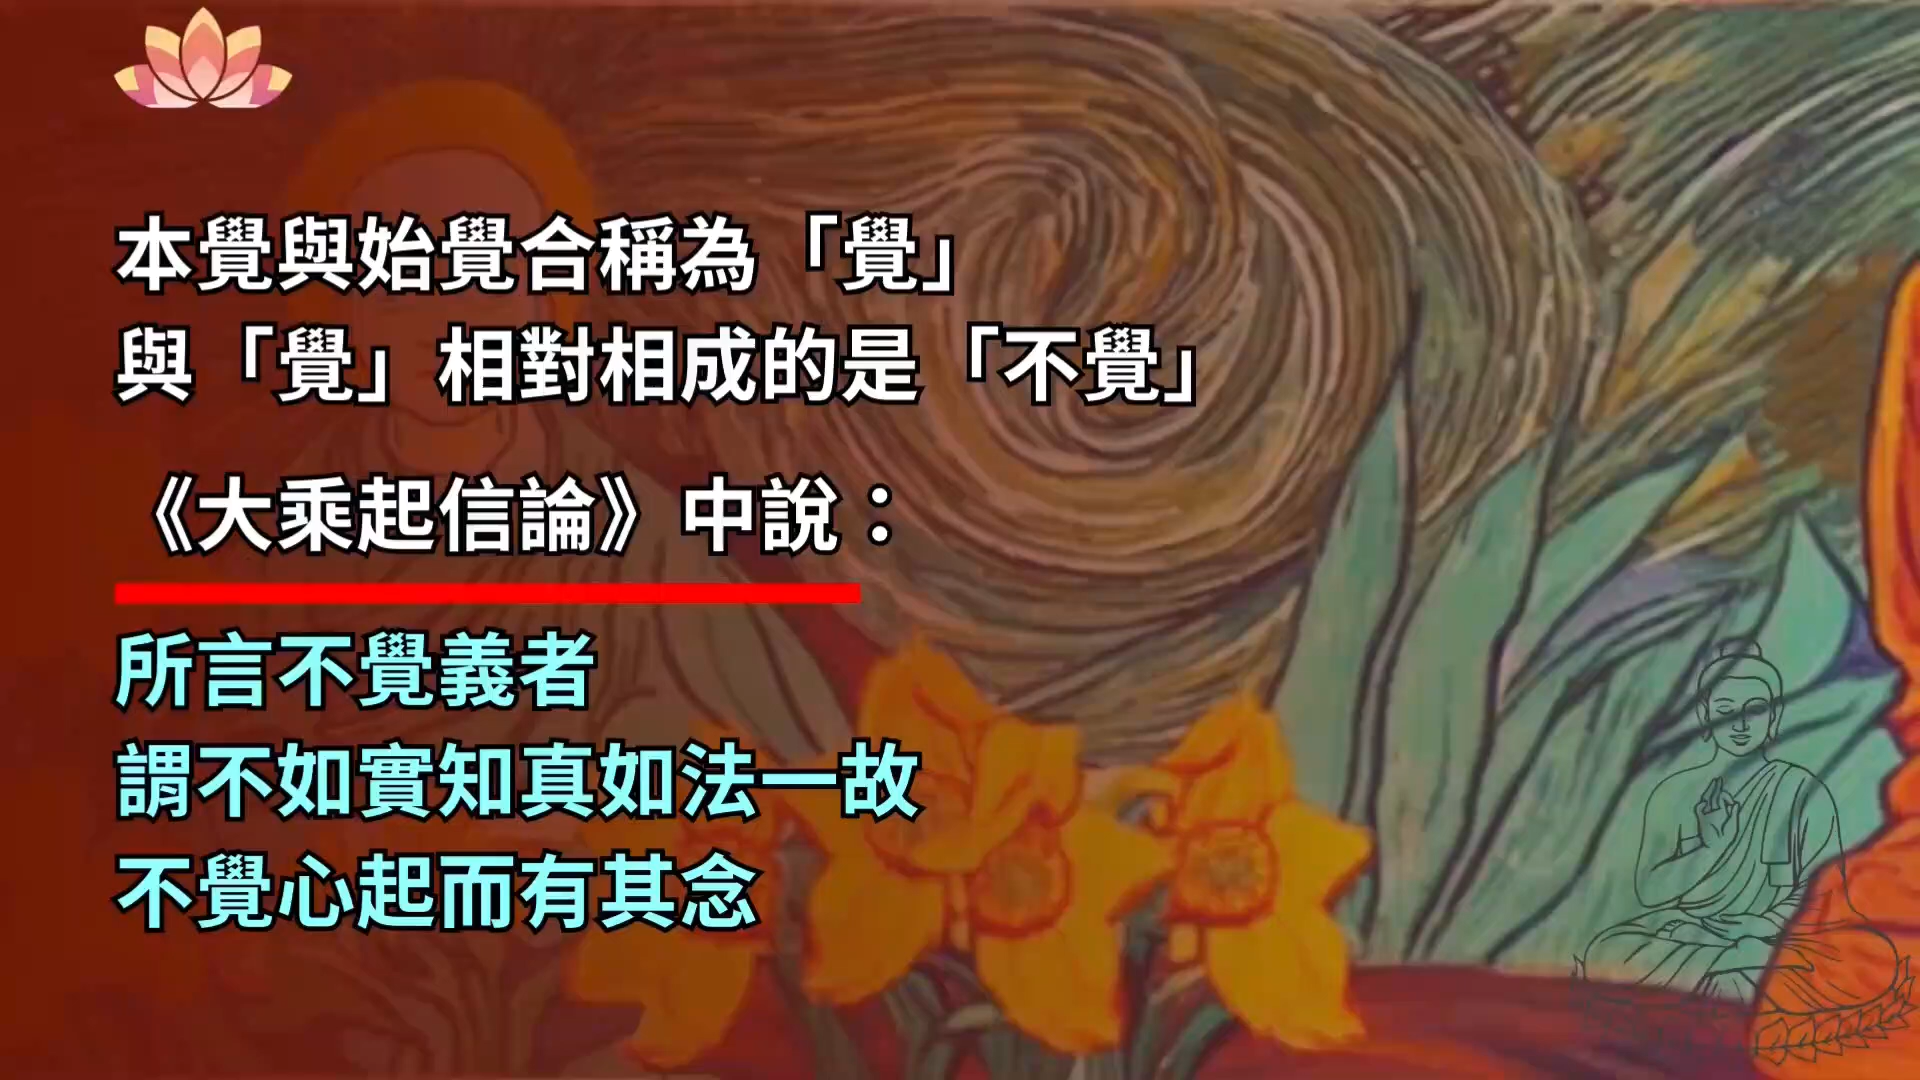 本覺與始覺合稱為「覺」
與「覺」相對相成的是「不覺」
《大乘起信論》中說：
所言不覺義者
謂不如實知真如法一故
不覺心起而有其念